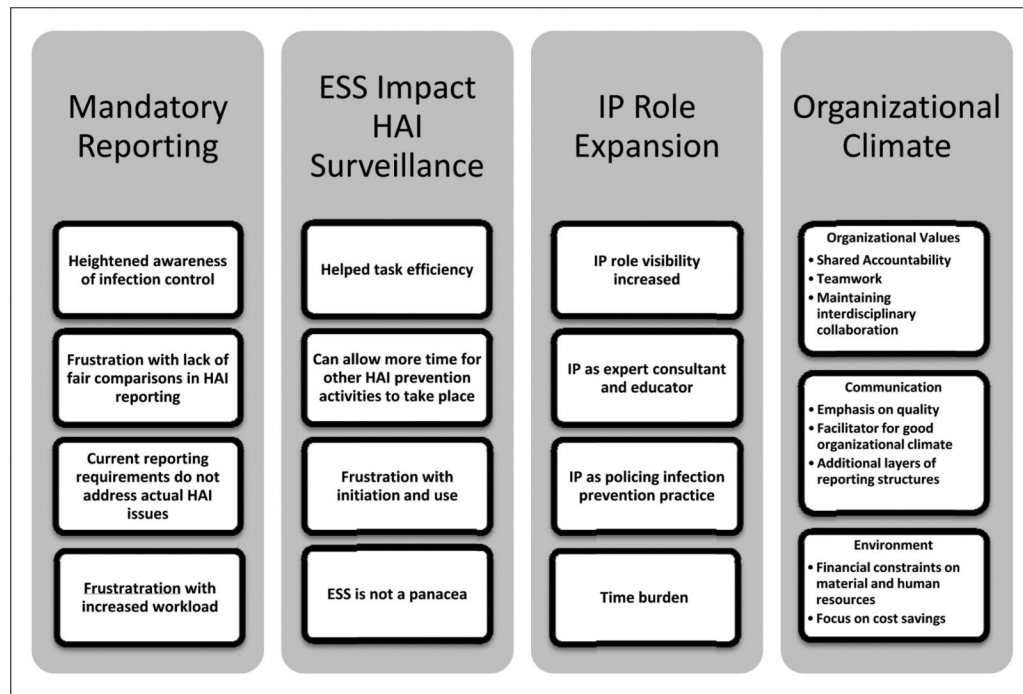 Mandatory
Reporting
Heightened awareness
of infection control
Frustration with lack of
fair comparisons in HAI
reporting
Current reporting
requirements do not
address actual HAI
issues
Frustratration with
increased workload
ESS Impact
HAI
Surveillance
Helped task efficiency
Can allow more time for
other HAI prevention
activities to take place
Frustration with
initiation and use
ESS is not a panacea
IP Role
Expansion
IP role visibility
increased
IP as expert consultant
and educator
IP as policing infection
prevention practice
Time burden
Organizational
Climate
Organizational Values
• Shared Accountability
• Teamwork
• Maintaining
interdisciplinary
collaboration
Communication
• Emphasis on quality
• Facilitator for good
organizational climate
• Additional layers of
reporting structures
Environment
• Financial constraints on
material and human
resources
• Focus on cost savings